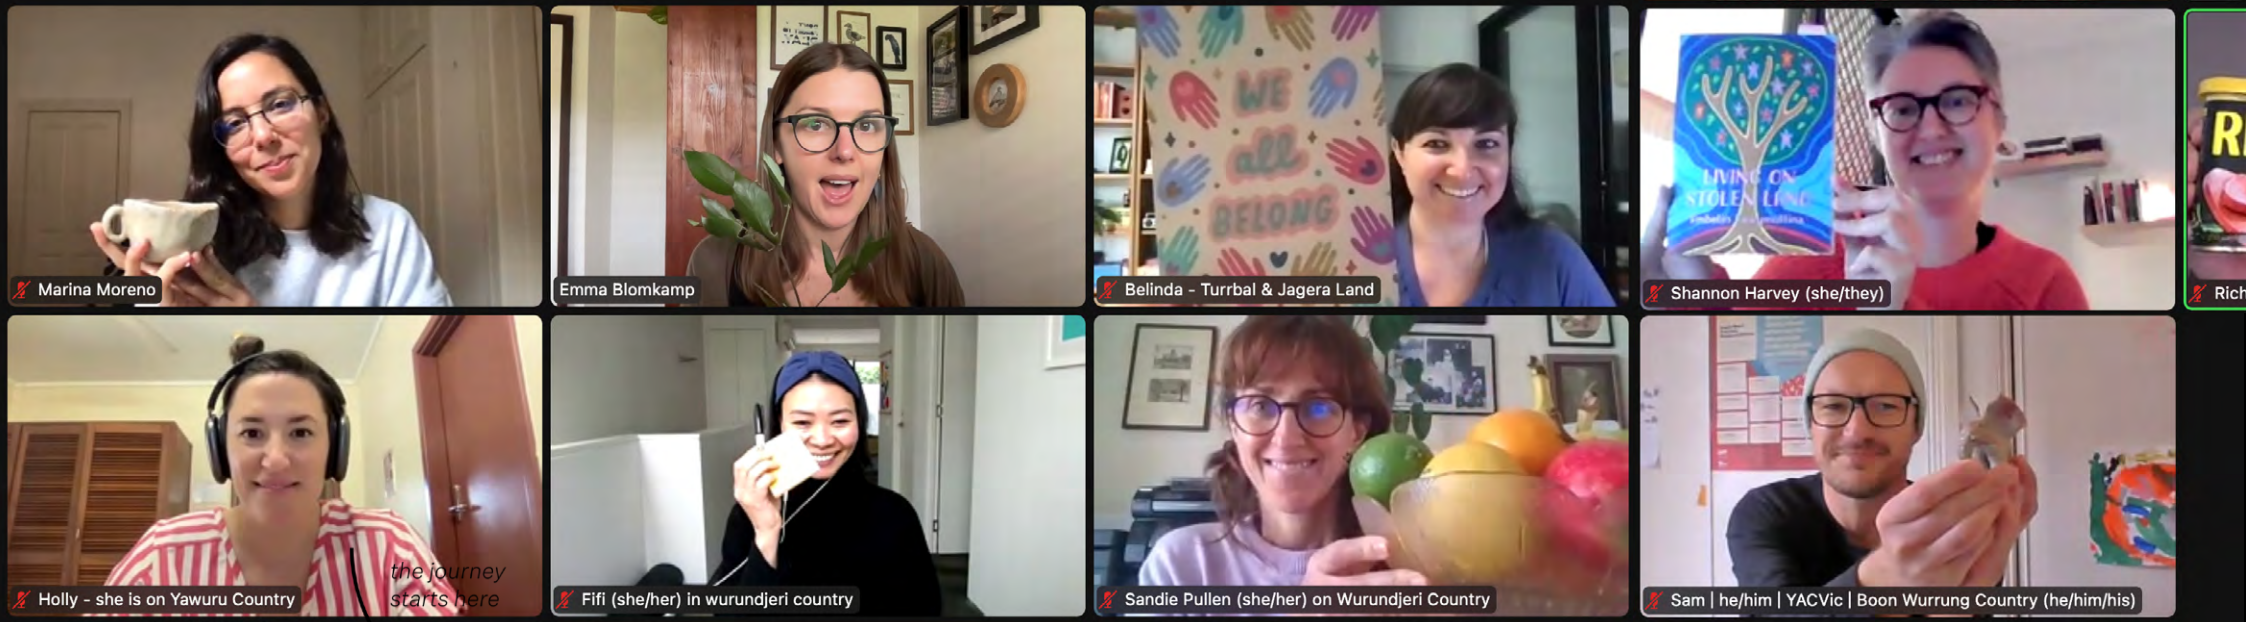 Marina Moreno
Emma Blomkamp
WE
all
BELONG
Belinda - Turrbal & Jagera Land
LIVING ON
STOLEN LAND
Shannon Harvey (she/they)
R
Rich
the journey
starts here
Holly - she is on Yawuru Country
Fifi (she/her) in wurundjeri country
Sandie Pullen (she/her) on Wurundjeri Country
Sam | he/him | YACVic | Boon Wurrung Country (he/him/his)